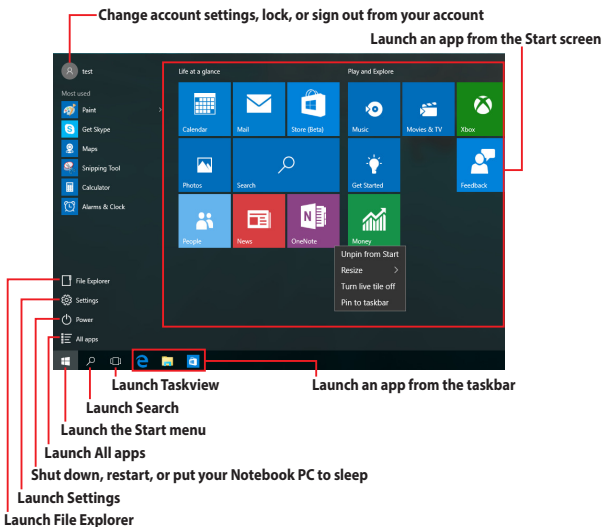 Change account settings, lock, or sign out from your account
Launch an app from the Start screen
test
Most used
Paint
Get Skype
Maps
Snipping Tool
Calculator
Alarms & Clock
File Explorer
Settings
Power
All apps
Life at a glance
Play and Explore
Calendar
Mail
Store (Beta)
Music
Movies & TV
Xbox
Photos
Search
Get Started
Feedback
People
News
OneNote
Money
Unpin from Start
Resize
Turn live tile off
Pin to taskbar
Launch Taskview
Launch an app from the taskbar
Launch Search
Launch the Start menu
Launch All apps
Shut down, restart, or put your Notebook PC to sleep
Launch Settings
Launch File Explorer